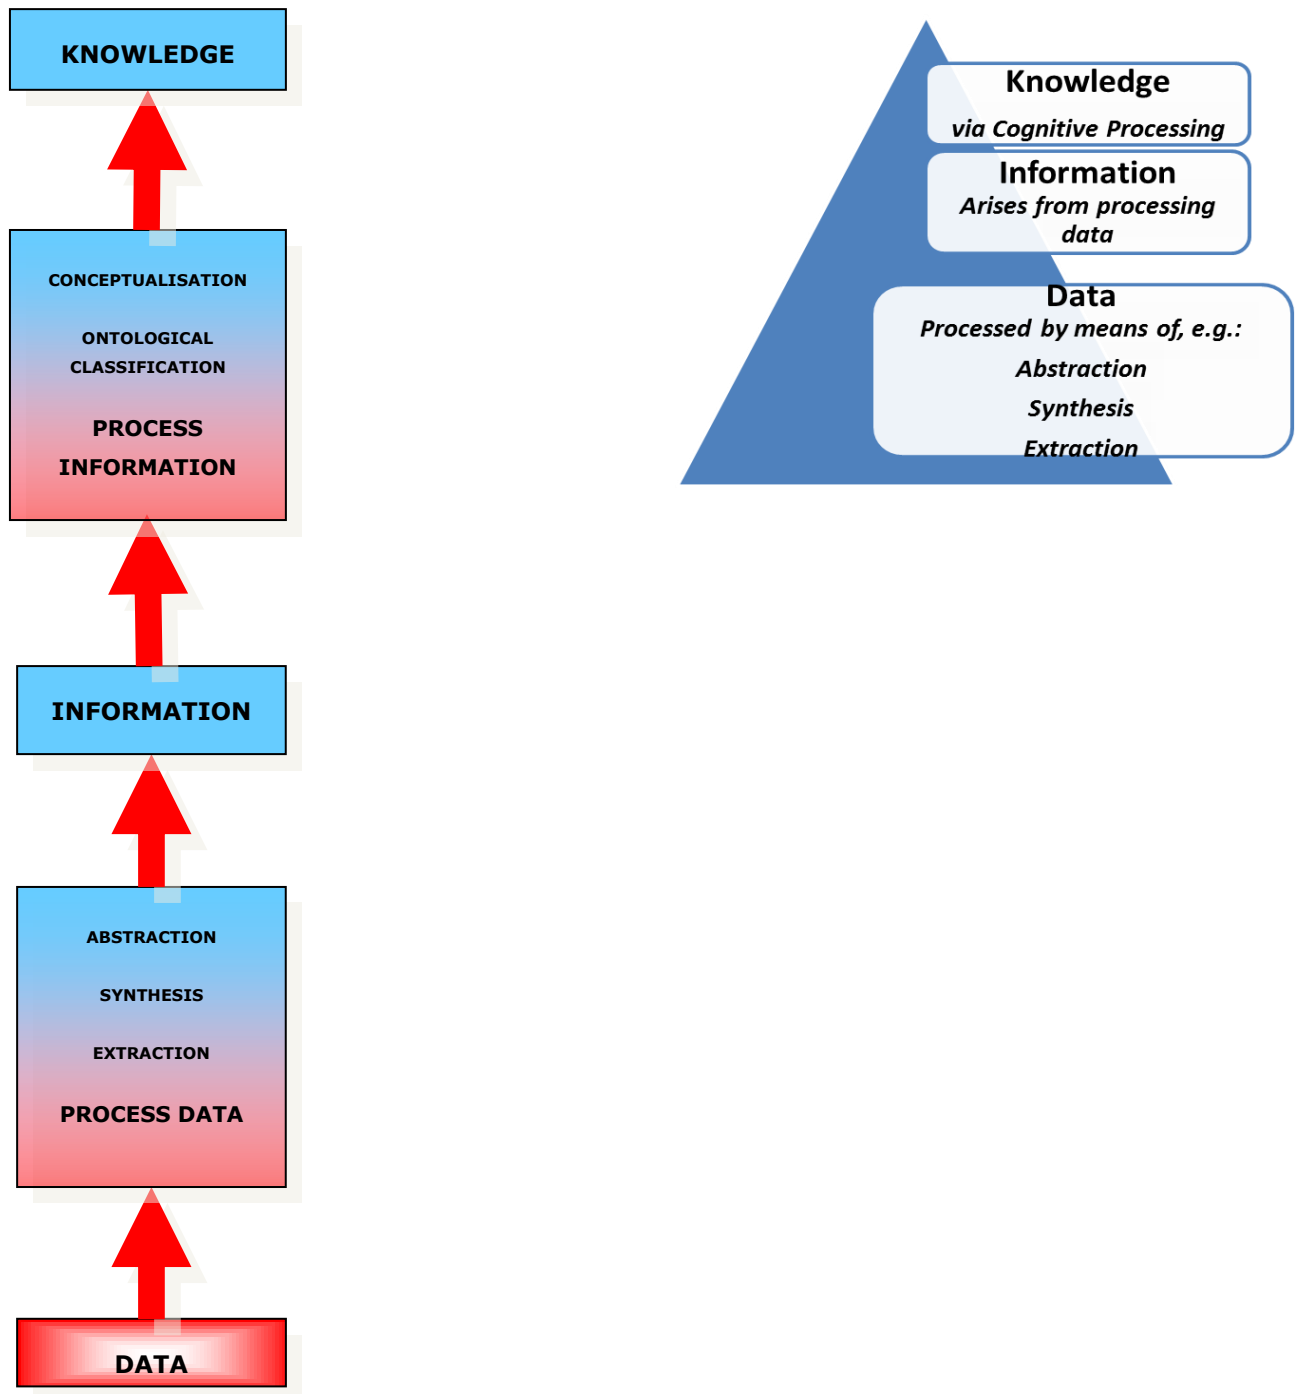 KNOWLEDGE
CONCEPTUALISATION
ONTOLOGICAL
CLASSIFICATION
PROCESS
INFORMATION
INFORMATION
ABSTRACTION
SYNTHESIS
EXTRACTION
PROCESS DATA
DATA
Knowledge
via Cognitive Processing
Information
Arises from processing
data
Data
Processed by means of, e.g.:
Abstraction
Synthesis
Extraction